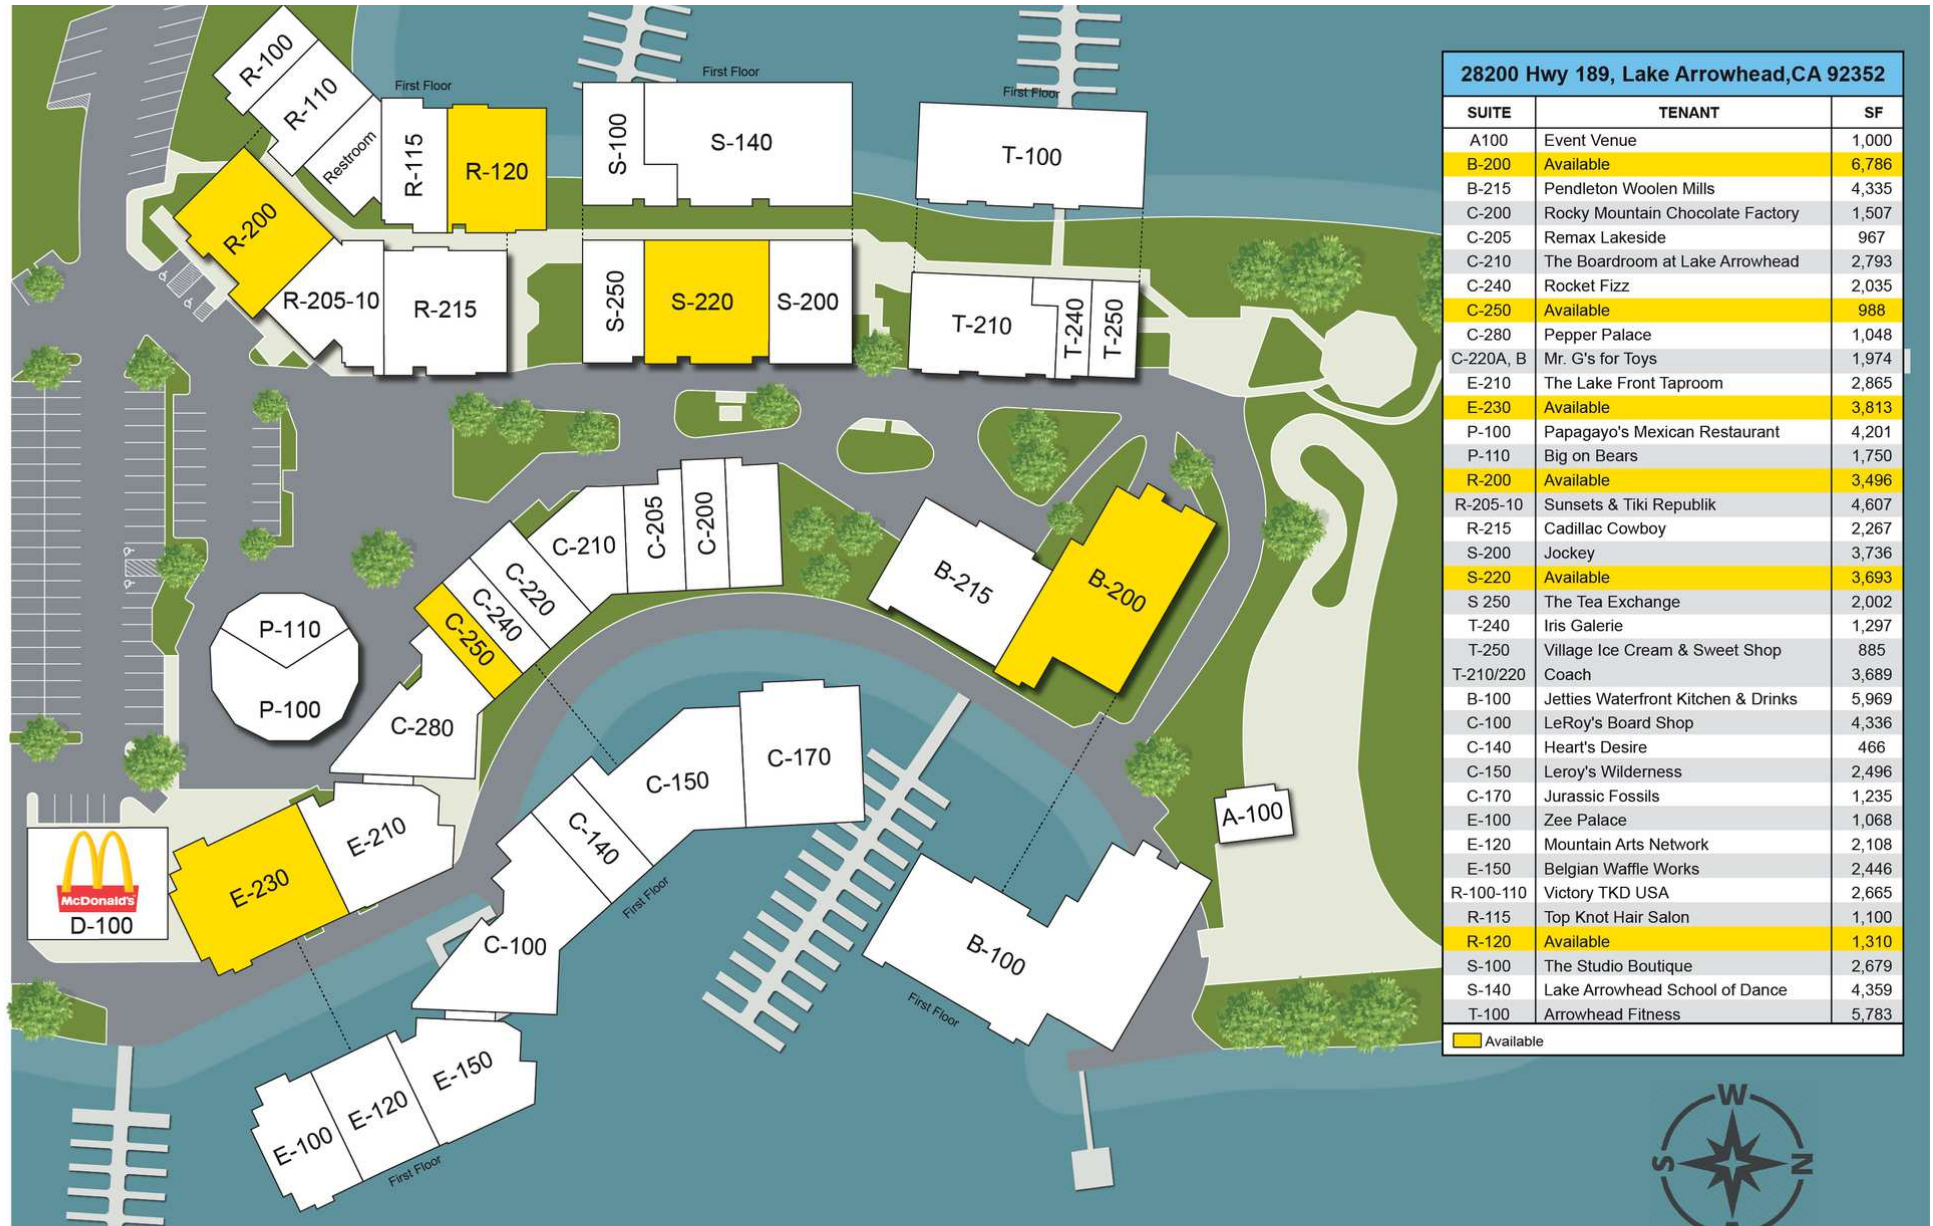 R-100
R-110
Restroom
First Floor
R-115
R-120
R-200
R-205-10
R-215
First Floor
S-100
S-140
S-250
S-220
S-200
First Floor
T-100
T-210
T-240
T-250
C-210
C-205
C-200
C-220
C-240
C-250
C-280
B-215
B-200
P-110
P-100
C-150
C-170
C-140
C-100
First Floor
A-100
B-100
First Floor
E-210
E-230
McDonald's
D-100
E-100
E-120
E-150
First Floor
28200 Hwy 189, Lake Arrowhead,CA 92352
SUITE TENANT SF
A100 Event Venue 1,000
B-200 Available 6,786
B-215 Pendleton Woolen Mills 4,335
C-200 Rocky Mountain Chocolate Factory 1,507
C-205 Remax Lakeside 967
C-210 The Boardroom at Lake Arrowhead 2,793
C-240 Rocket Fizz 2,035
C-250 Available 988
C-280 Pepper Palace 1,048
C-220A, B Mr. G's for Toys 1,974
E-210 The Lake Front Taproom 2,865
E-230 Available 3,813
P-100 Papagayo's Mexican Restaurant 4,201
P-110 Big on Bears 1,750
R-200 Available 3,496
R-205-10 Sunsets & Tiki Republik 4,607
R-215 Cadillac Cowboy 2,267
S-200 Jockey 3,736
S-220 Available 3,693
S 250 The Tea Exchange 2,002
T-240 Iris Galerie 1,297
T-250 Village Ice Cream & Sweet Shop 885
T-210/220 Coach 3,689
B-100 Jetties Waterfront Kitchen & Drinks 5,969
C-100 LeRoy's Board Shop 4,336
C-140 Heart's Desire 466
C-150 Leroy's Wilderness 2,496
C-170 Jurassic Fossils 1,235
E-100 Zee Palace 1,068
E-120 Mountain Arts Network 2,108
E-150 Belgian Waffle Works 2,446
R-100-110 Victory TKD USA 2,665
R-115 Top Knot Hair Salon 1,100
R-120 Available 1,310
S-100 The Studio Boutique 2,679
S-140 Lake Arrowhead School of Dance 4,359
T-100 Arrowhead Fitness 5,783
Available
W
S N